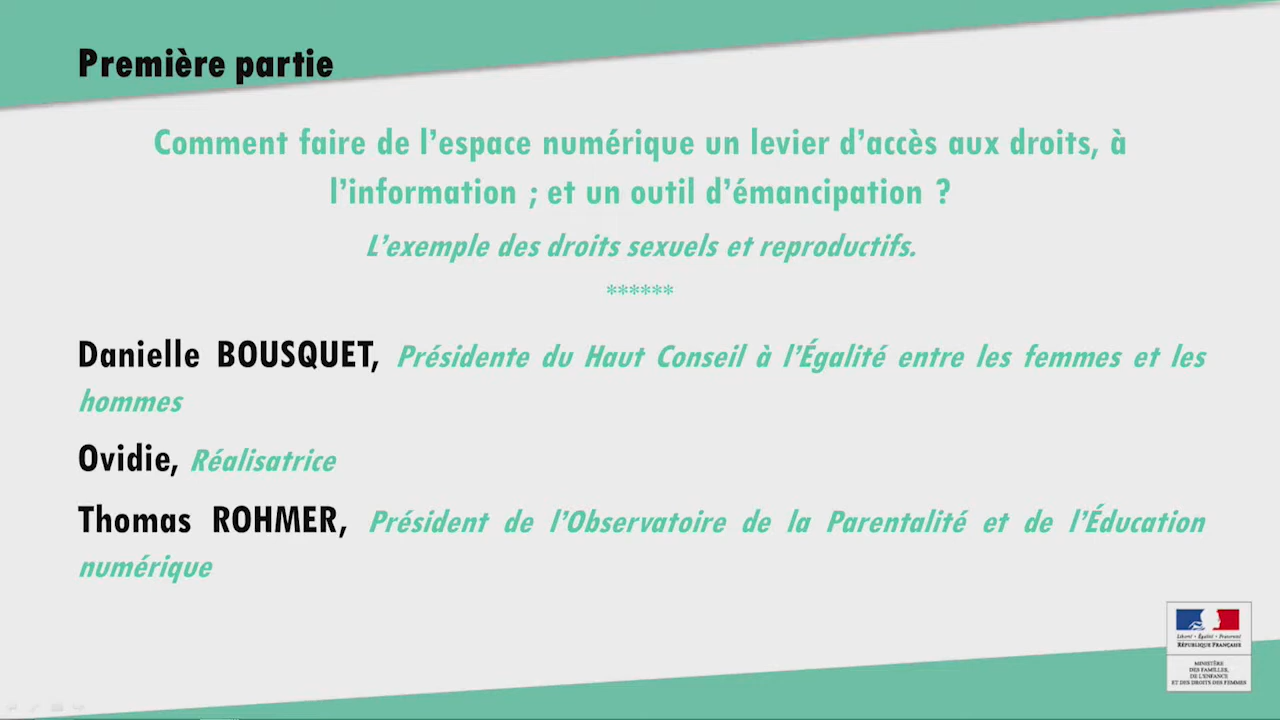 Première partie
Comment faire de l’espace numérique un levier d’accès aux droits, à
l’information ; et un outil d’émancipation ?
L’exemple des droits sexuels et reproductifs.
******
Danielle BOUSQUET, Présidente du Haut Conseil à l’Égalité entre les femmes et les
hommes
Ovidie, Réalisatrice
Thomas ROHMER, Président de l’Observatoire de la Parentalité et de l’Éducation
numérique
Liberté • Égalité • Fraternité
RÉPUBLIQUE FRANÇAISE
MINISTÈRE
DES FAMILLES,
DE L’ENFANCE
ET DES DROITS DES FEMMES